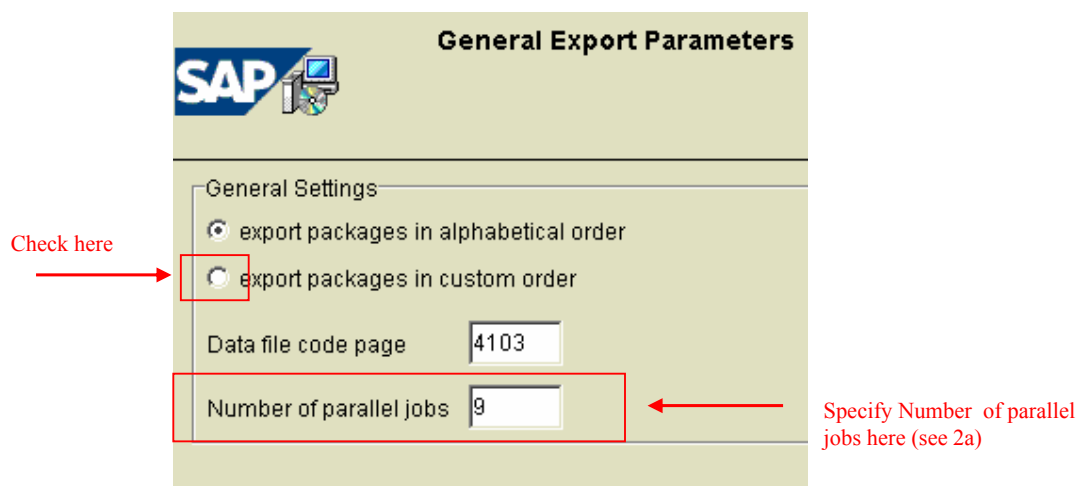 General Export Parameters
SAP
General Settings
export packages in alphabetical order
Check here
export packages in custom order
Data file code page 4103
Number of parallel jobs 9
Specify Number of parallel
jobs here (see 2a)